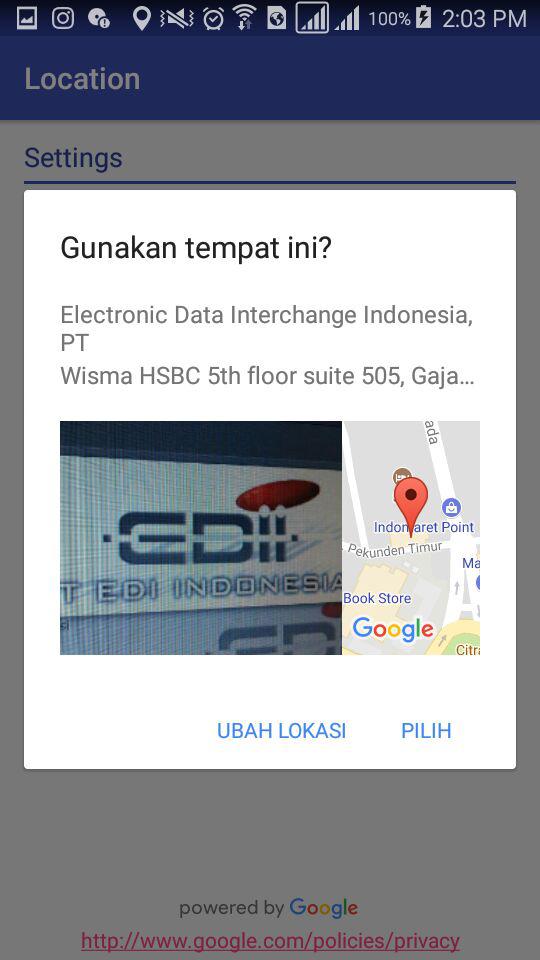 100% 2:03 PM
Location
Settings
Gunakan tempat ini?
Electronic Data Interchange Indonesia,
PT
Wisma HSBC 5th floor suite 505, Gaja...
EDII
T EDI INDONESIA
EDI
ada
Indomaret Point
Pekunden Timur
Ma
Book Store
Google
Citra
UBAH LOKASI PILIH
powered by Google
http://www.google.com/policies/privacy